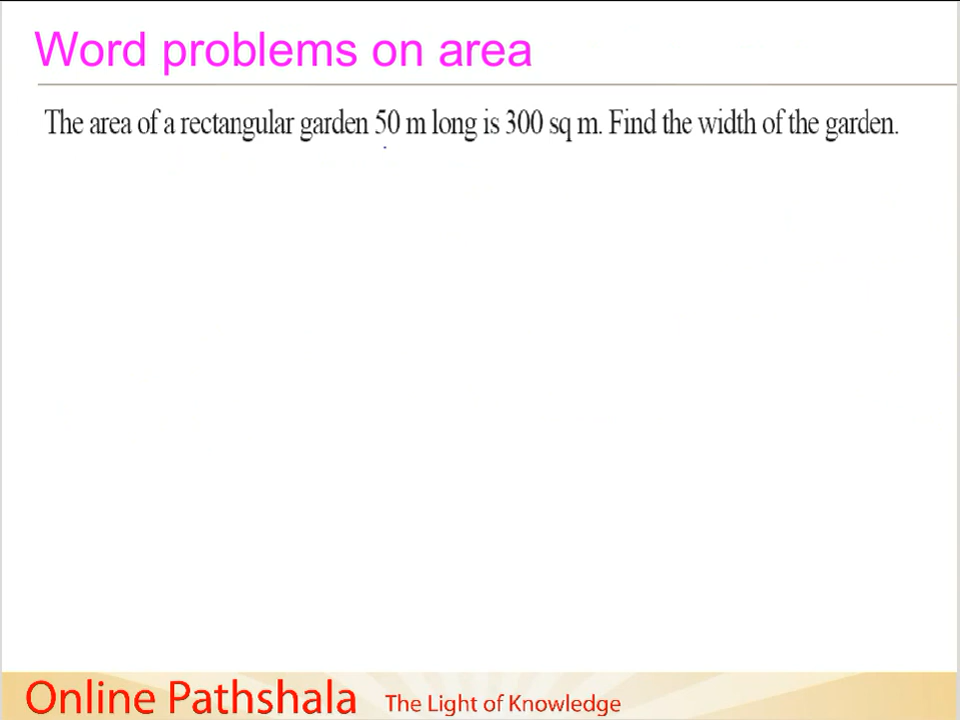 Word problems on area
The area of a rectangular garden 50 m long is 300 sq m. Find the width of the garden.
Online Pathshala The Light of Knowledge